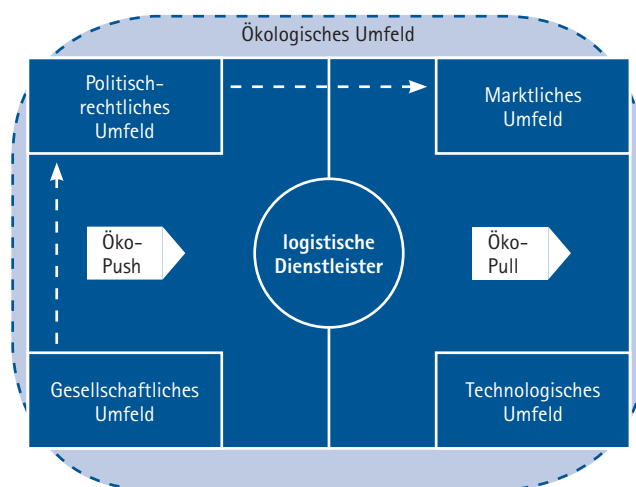 Ökologisches Umfeld
Politisch-
rechtliches
Umfeld
Marktliches
Umfeld
Öko-
Push
logistische
Dienstleister
Öko-
Pull
Gesellschaftliches
Umfeld
Technologisches
Umfeld